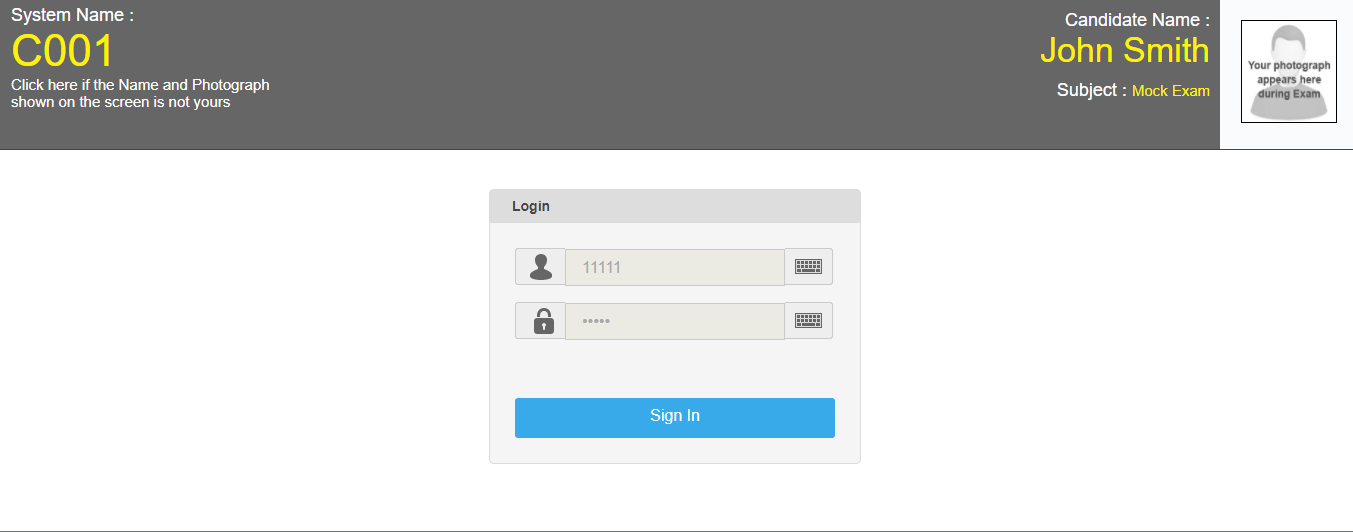 System Name :
C001
Click here if the Name and Photograph
shown on the screen is not yours
Candidate Name :
John Smith
Subject : Mock Exam
Your photograph
appears here
during Exam
Login
11111
•••••
Sign In